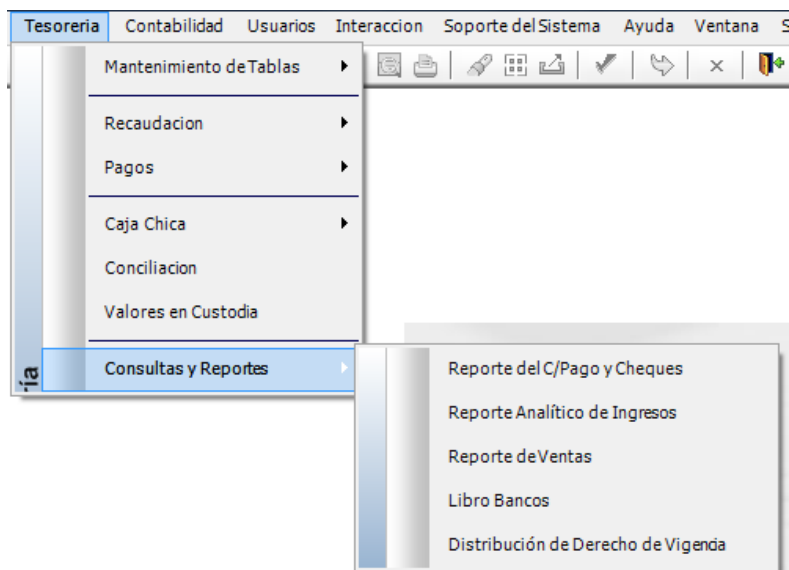 Tesoreria Contabilidad Usuarios Interaccion Soporte del Sistema Ayuda Ventana S
Mantenimiento de Tablas
Recaudacion
Pagos
Caja Chica
Conciliacion
Valores en Custodia
Consultas y Reportes
ría
Reporte del C/Pago y Cheques
Reporte Analítico de Ingresos
Reporte de Ventas
Libro Bancos
Distribución de Derecho de Vigencia